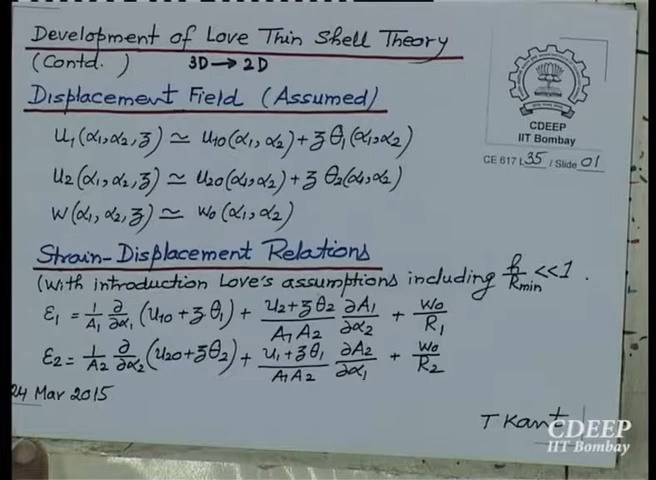 Development of Love Thin Shell Theory
(Contd. ) 3D → 2D
Displacement Field (Assumed)
u₁(α₁,α₂,ʒ) ≃ u₁₀(α₁,α₂) + ʒ θ₁(α₁,α₂)
u₂(α₁,α₂,ʒ) ≃ u₂₀(α₁,α₂) + ʒ θ₂(α₁,α₂)
w(α₁,α₂,ʒ) ≃ w₀(α₁,α₂)
CDEEP
IIT Bombay
CE 617 L 35 / Slide 01
Strain-Displacement Relations
(with introduction Love's assumptions including h/Rmin <<1 .
ε₁ = 1/A₁ ∂/∂α₁ (u₁₀ + ʒ θ₁) + (u₂ + ʒ θ₂)/(A₁ A₂) ∂A₁/∂α₂ + w₀/R₁
ε₂ = 1/A₂ ∂/∂α₂ (u₂₀ + ʒ θ₂) + (u₁ + ʒ θ₁)/(A₁ A₂) ∂A₂/∂α₁ + w₀/R₂
24 Mar 2015
T Kant
CDEEP
IIT Bombay